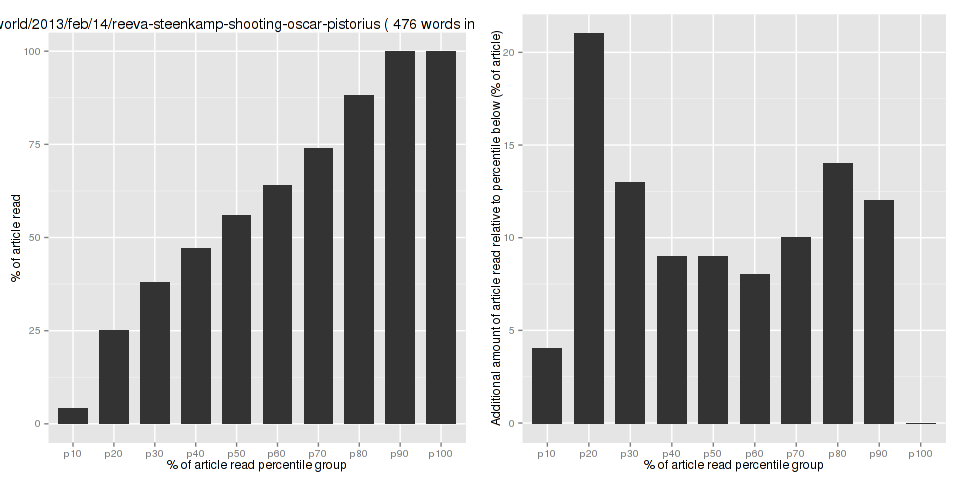 world/2013/feb/14/reeva-steenkamp-shooting-oscar-pistorius ( 476 words in
% of article read
100
75
50
25
0
p10 p20 p30 p40 p50 p60 p70 p80 p90 p100
% of article read percentile group
Additional amount of article read relative to percentile below (% of article)
20
15
10
5
0
p10 p20 p30 p40 p50 p60 p70 p80 p90 p100
% of article read percentile group